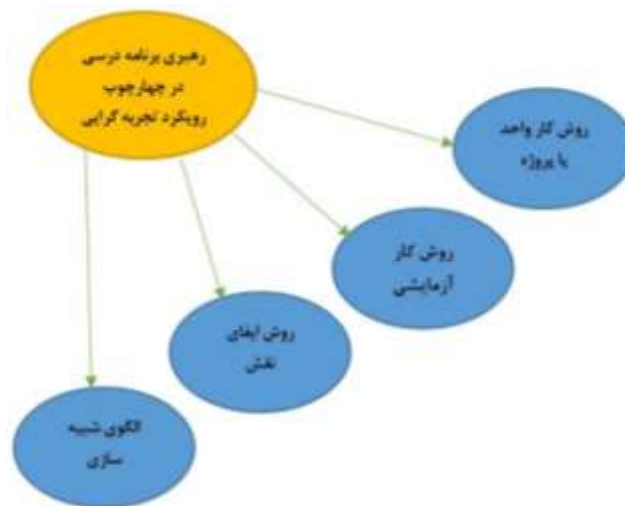 رهبری برنامه درسی
در چهارچوب
رویکرد تجربه گرایی
روش کار واحد
یا پروژه
روش کار
آزمایشی
روش ایفای
نقش
الگوی شبیه
سازی